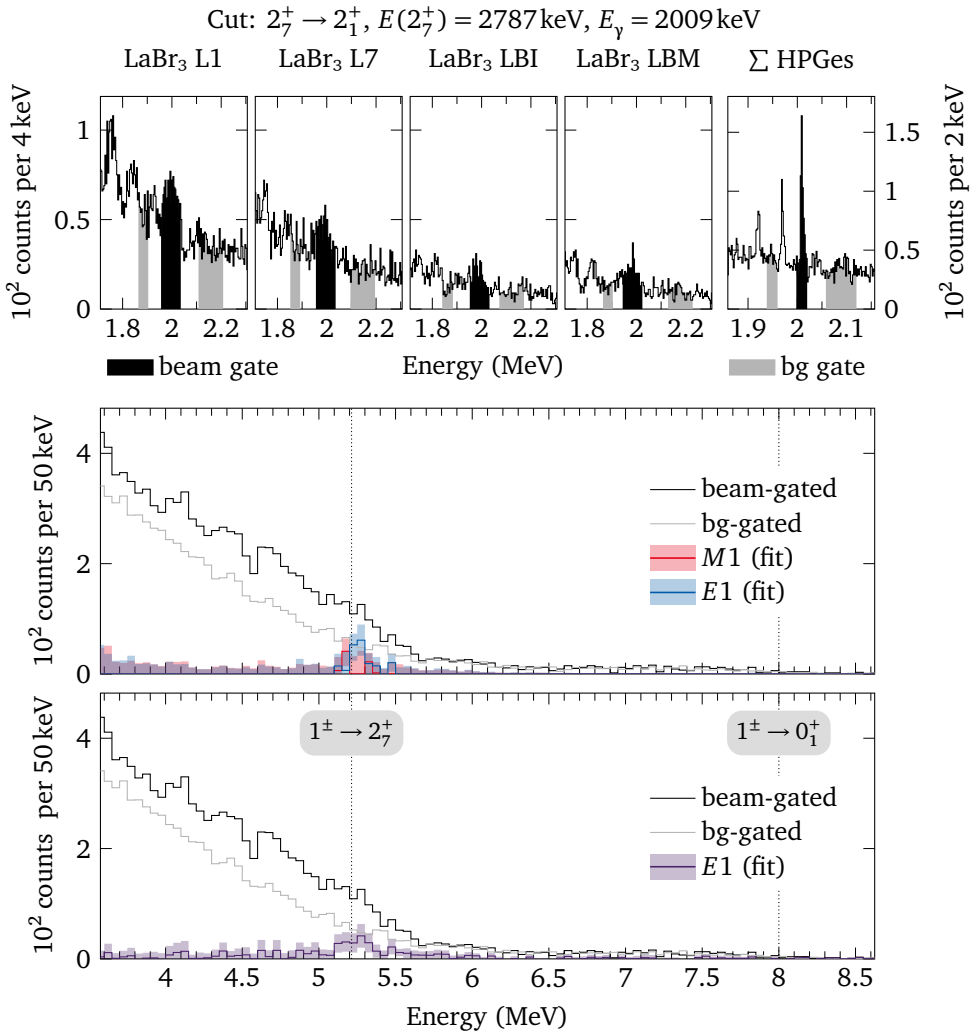 Cut: 2₇⁺ → 2₁⁺, E(2₇⁺) = 2787 keV, Eᵧ = 2009 keV
LaBr₃ L1 LaBr₃ L7 LaBr₃ LBI LaBr₃ LBM ∑ HPGes
10² counts per 4 keV
1
0.5
0
1.8 2 2.2 1.8 2 2.2 1.8 2 2.2 1.8 2 2.2 1.9 2 2.1
1.5
1
0.5
0
10² counts per 2 keV
beam gate Energy (MeV) bg gate
10² counts per 50 keV
4
2
0
beam-gated
bg-gated
M1 (fit)
E1 (fit)
10² counts per 50 keV
4
2
0
1± → 2₇⁺ 1± → 0₁⁺
beam-gated
bg-gated
E1 (fit)
4 4.5 5 5.5 6 6.5 7 7.5 8 8.5
Energy (MeV)